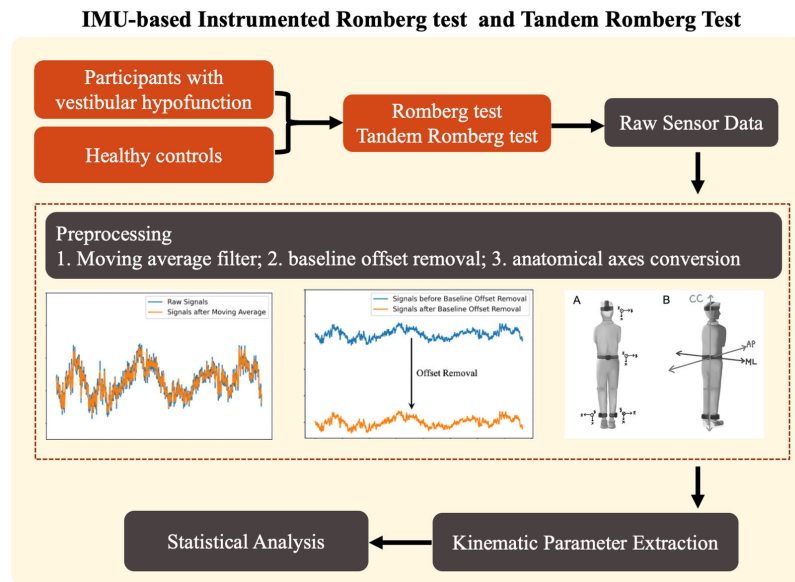 IMU-based Instrumented Romberg test and Tandem Romberg Test
Participants with
vestibular hypofunction
Healthy controls
Romberg test
Tandem Romberg test
Raw Sensor Data
Preprocessing
1. Moving average filter; 2. baseline offset removal; 3. anatomical axes conversion
Raw Signals
Signals after Moving Average
Signals before Baseline Offset Removal
Signals after Baseline Offset Removal
Offset Removal
A
B
CC
AP
ML
Statistical Analysis
Kinematic Parameter Extraction